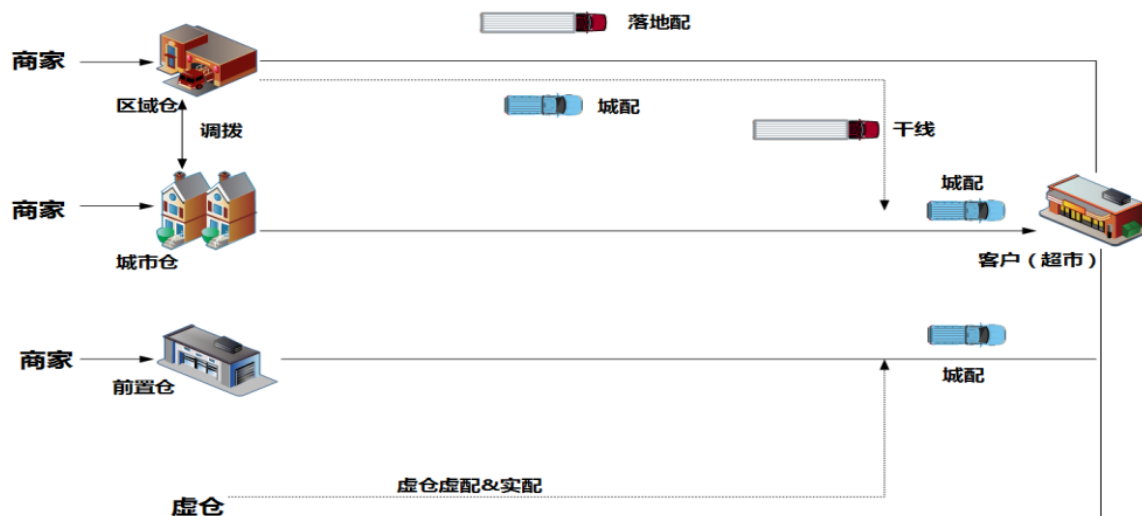 落地配
商家
区域仓
城配
干线
调拨
城配
商家
城市仓
客户（超市）
商家
前置仓
城配
虚仓虚配&实配
虚仓